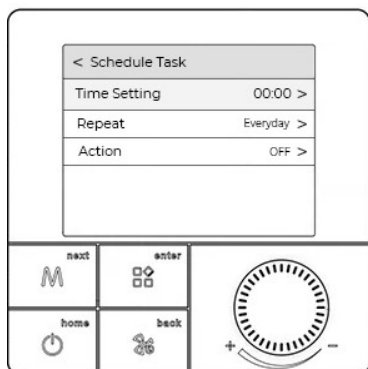 < Schedule Task
Time Setting 00:00 >
Repeat Everyday >
Action OFF >
next enter
M
home back
+ -